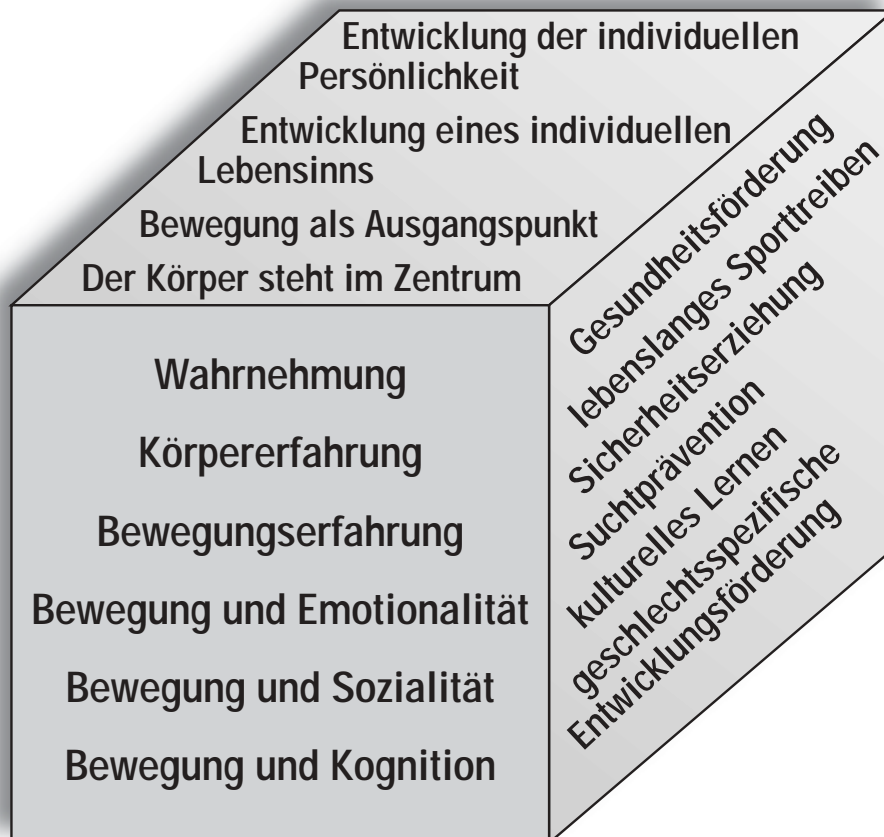 Entwicklung der individuellen
Persönlichkeit
Entwicklung eines individuellen
Lebensinns
Bewegung als Ausgangspunkt
Der Körper steht im Zentrum
Wahrnehmung
Körpererfahrung
Bewegungserfahrung
Bewegung und Emotionalität
Bewegung und Sozialität
Bewegung und Kognition
Gesundheitsförderung
lebenslanges Sporttreiben
Sicherheitserziehung
Suchtprävention
kulturelles Lernen
geschlechtsspezifische
Entwicklungsförderung